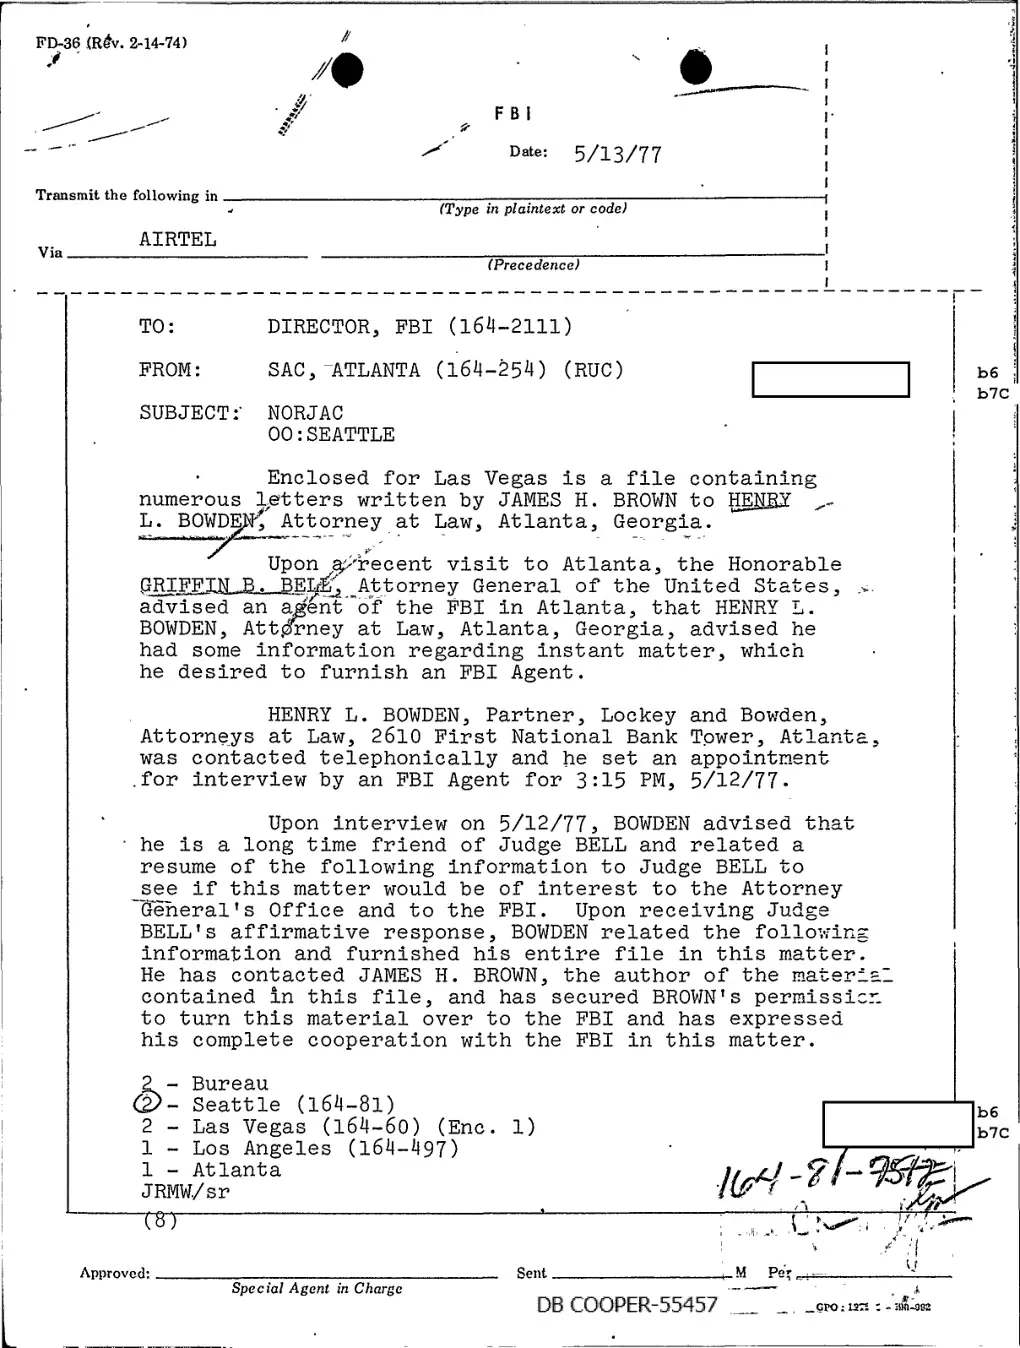 FD-36 (Rev. 2-14-74)
FBI
Date: 5/13/77
Transmit the following in
(Type in plaintext or code)
Via AIRTEL
(Precedence)
TO: DIRECTOR, FBI (164-2111)
FROM: SAC, ATLANTA (164-254) (RUC)
b6
b7C
SUBJECT: NORJAC
OO:SEATTLE
Enclosed for Las Vegas is a file containing
numerous letters written by JAMES H. BROWN to HENRY
L. BOWDEN, Attorney at Law, Atlanta, Georgia.
Upon a recent visit to Atlanta, the Honorable
GRIFFIN B. BELL, Attorney General of the United States,
advised an agent of the FBI in Atlanta, that HENRY L.
BOWDEN, Attorney at Law, Atlanta, Georgia, advised he
had some information regarding instant matter, which
he desired to furnish an FBI Agent.
HENRY L. BOWDEN, Partner, Lockey and Bowden,
Attorneys at Law, 2610 First National Bank Tower, Atlanta,
was contacted telephonically and he set an appointment
for interview by an FBI Agent for 3:15 PM, 5/12/77.
Upon interview on 5/12/77, BOWDEN advised that
he is a long time friend of Judge BELL and related a
resume of the following information to Judge BELL to
see if this matter would be of interest to the Attorney
General's Office and to the FBI. Upon receiving Judge
BELL's affirmative response, BOWDEN related the following
information and furnished his entire file in this matter.
He has contacted JAMES H. BROWN, the author of the material
contained in this file, and has secured BROWN's permission
to turn this material over to the FBI and has expressed
his complete cooperation with the FBI in this matter.
2 - Bureau
2 - Seattle (164-81)
2 - Las Vegas (164-60) (Enc. 1)
1 - Los Angeles (164-497)
1 - Atlanta
JRMW/sr
(8)
b6
b7C
164-81-7512
Approved: Sent M Per
Special Agent in Charge
DB COOPER-55457